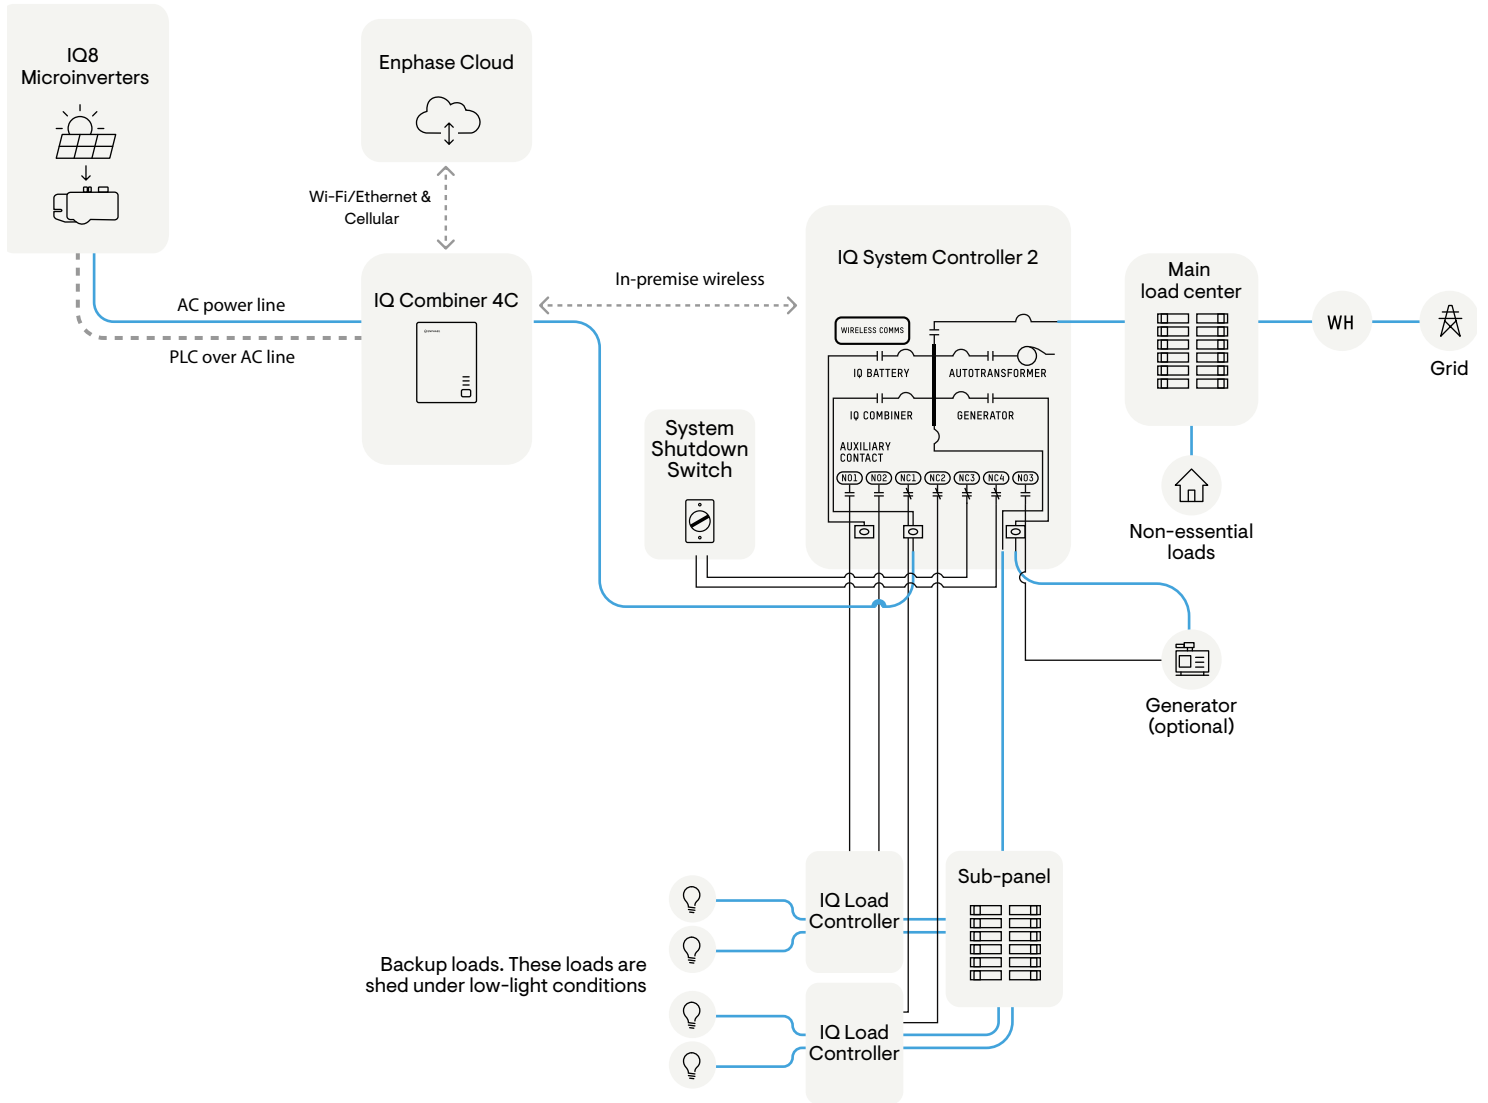 IQ8
Microinverters
Enphase Cloud
Wi-Fi/Ethernet &
Cellular
AC power line
PLC over AC line
IQ Combiner 4C
In-premise wireless
System
Shutdown
Switch
IQ System Controller 2
WIRELESS COMMS
IQ BATTERY
AUTOTRANSFORMER
IQ COMBINER
GENERATOR
AUXILIARY
CONTACT
NO1 NO2 NC1 NC2 NC3 NC4 NO3
Main
load center
WH
Grid
Non-essential
loads
Generator
(optional)
Sub-panel
IQ Load
Controller
Backup loads. These loads are
shed under low-light conditions
IQ Load
Controller